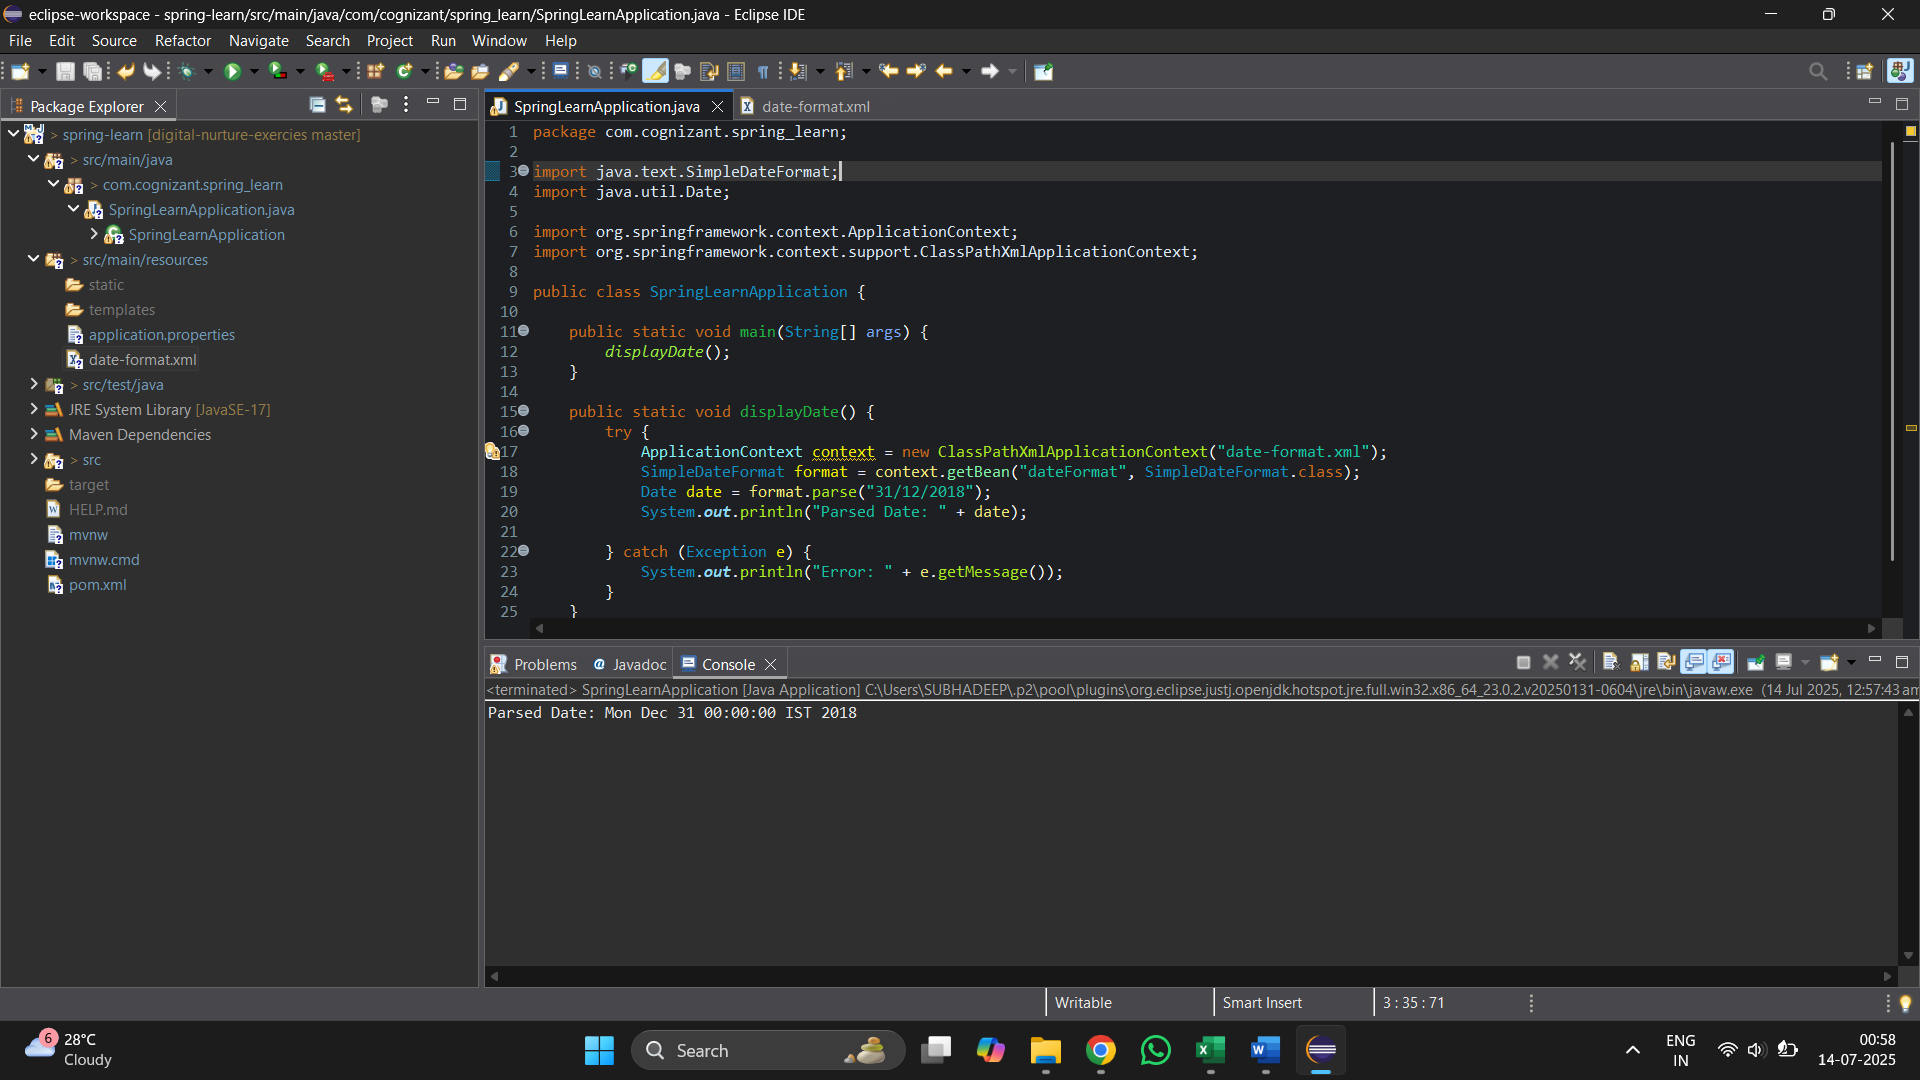 eclipse-workspace - spring-learn/src/main/java/com/cognizant/spring_learn/SpringLearnApplication.java - Eclipse IDE
File Edit Source Refactor Navigate Search Project Run Window Help
Package Explorer
> spring-learn [digital-nurture-exercies master]
> src/main/java
> com.cognizant.spring_learn
SpringLearnApplication.java
SpringLearnApplication
> src/main/resources
static
templates
application.properties
date-format.xml
> src/test/java
JRE System Library [JavaSE-17]
Maven Dependencies
> src
target
HELP.md
mvnw
mvnw.cmd
pom.xml
SpringLearnApplication.java date-format.xml
1 package com.cognizant.spring_learn;
2
3 import java.text.SimpleDateFormat;
4 import java.util.Date;
5
6 import org.springframework.context.ApplicationContext;
7 import org.springframework.context.support.ClassPathXmlApplicationContext;
8
9 public class SpringLearnApplication {
10
11 public static void main(String[] args) {
12 displayDate();
13 }
14
15 public static void displayDate() {
16 try {
17 ApplicationContext context = new ClassPathXmlApplicationContext("date-format.xml");
18 SimpleDateFormat format = context.getBean("dateFormat", SimpleDateFormat.class);
19 Date date = format.parse("31/12/2018");
20 System.out.println("Parsed Date: " + date);
21
22 } catch (Exception e) {
23 System.out.println("Error: " + e.getMessage());
24 }
25 }
Problems Javadoc Console
<terminated> SpringLearnApplication [Java Application] C:\Users\SUBHADEEP\.p2\pool\plugins\org.eclipse.justj.openjdk.hotspot.jre.full.win32.x86_64_23.0.2.v20250131-0604\jre\bin\javaw.exe (14 Jul 2025, 12:57:43 am
Parsed Date: Mon Dec 31 00:00:00 IST 2018
Writable Smart Insert 3 : 35 : 71
6
28°C
Cloudy
Search
ENG
IN
00:58
14-07-2025